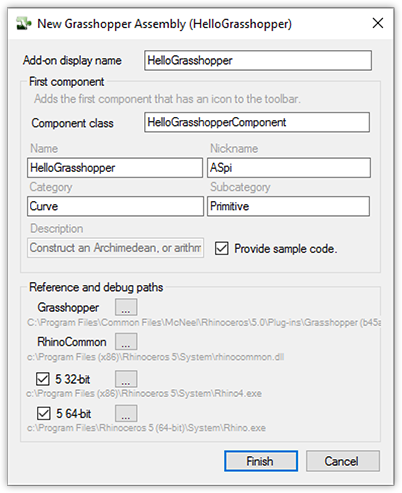 New Grasshopper Assembly (HelloGrasshopper)
Add-on display name HelloGrasshopper
First component
Adds the first component that has an icon to the toolbar.
Component class HelloGrasshopperComponent
Name Nickname
HelloGrasshopper ASpi
Category Subcategory
Curve Primitive
Description
Construct an Archimedean, or arithm Provide sample code.
Reference and debug paths
Grasshopper ...
C:\Program Files\Common Files\McNeel\Rhinoceros\5.0\Plug-ins\Grasshopper (b45a
RhinoCommon ...
c:\Program Files (x86)\Rhinoceros 5\System\rhinocommon.dll
5 32-bit ...
c:\Program Files (x86)\Rhinoceros 5\System\Rhino4.exe
5 64-bit ...
c:\Program Files\Rhinoceros 5 (64-bit)\System\Rhino.exe
Finish Cancel